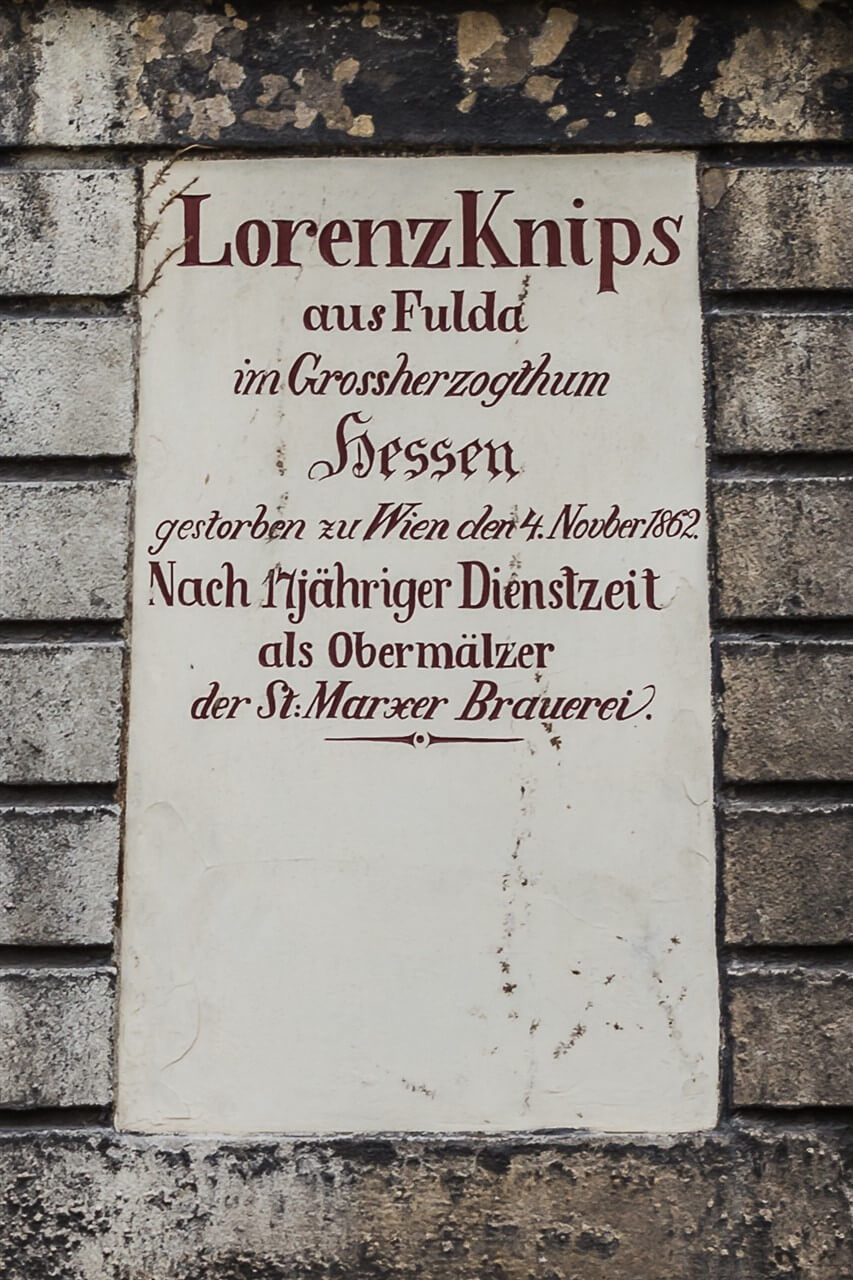 Lorenz Knips
aus Fulda
im Grossherzogthum
Hessen
gestorben zu Wien den 4. Novber 1862.
Nach 17jähriger Dienstzeit
als Obermälzer
der St: Marxer Brauerei.